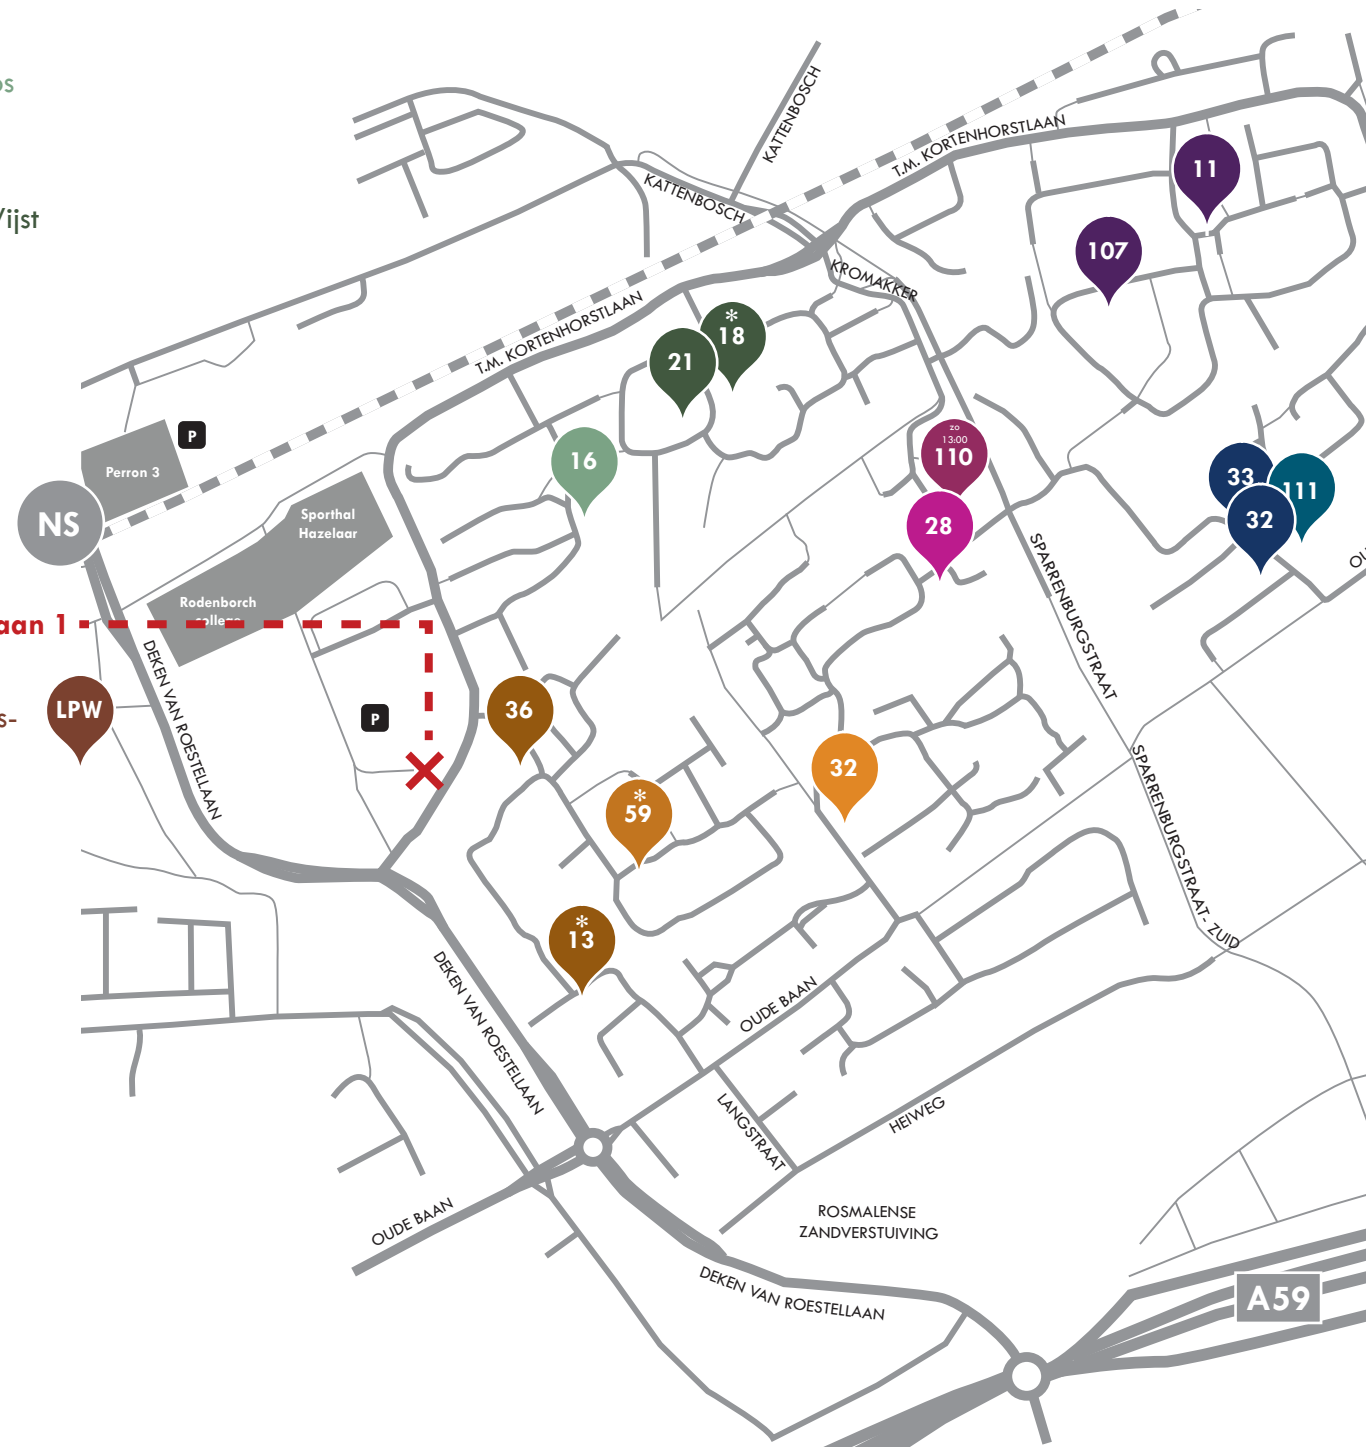 os
KATTENBOSCH
T.M. KORTENHORSTLAAN
11
KATTENBOSCH
Vijst
107
KROMAKKER
T.M. KORTENHORSTLAAN
*
18
21
P
zo
13:00
110
Perron 3
16
33
111
NS
Sporthal
Hazelaar
28
32
SPARRENBURGSTRAAT
Rodenborch
college
aan 1
DEKEN VAN ROESTELLAAN
LPW
s-
P
36
32
*
59
SPARRENBURGSTRAAT- ZUID
*
13
DEKEN VAN ROESTELLAAN
OUDE BAAN
LANGSTRAAT
HEIWEG
OUDE BAAN
ROSMALENSE
ZANDVERSTUIVING
DEKEN VAN ROESTELLAAN
A59